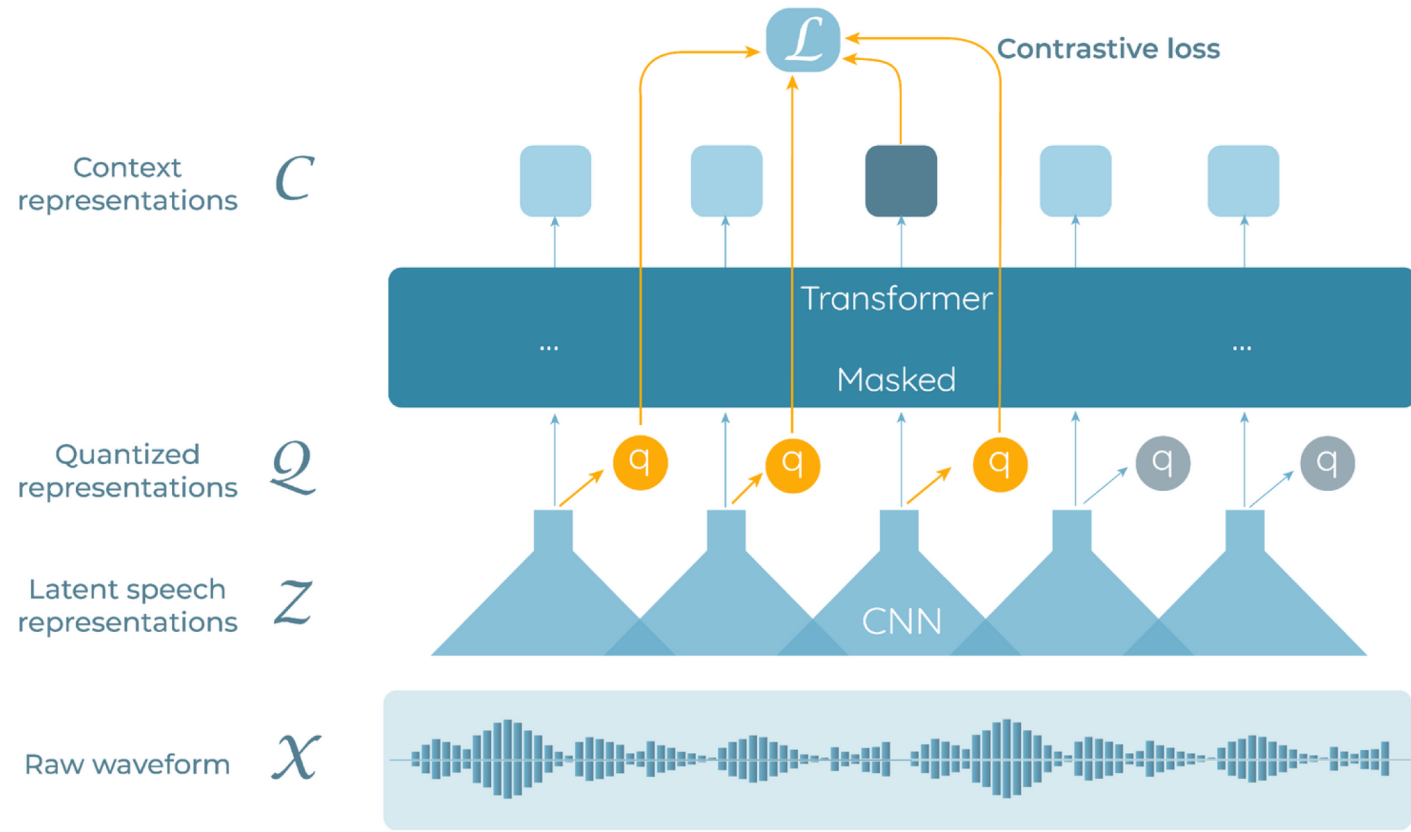 ℒ
Contrastive loss
Context
representations
C
Transformer
...
...
Masked
Quantized
representations
Q
q
q
q
q
q
Latent speech
representations
Z
CNN
Raw waveform
X